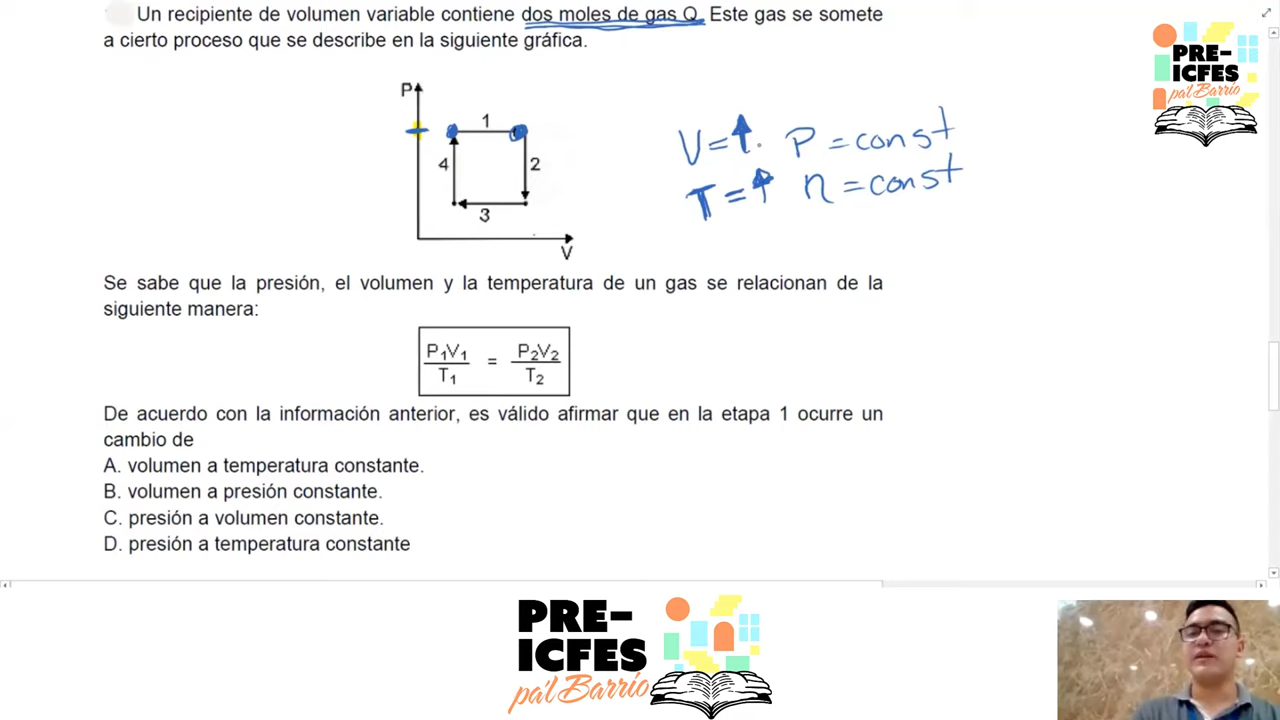 Un recipiente de volumen variable contiene dos moles de gas Q. Este gas se somete
a cierto proceso que se describe en la siguiente gráfica.
PRE-
ICFES
pa'l Barrio
P
1
4
2
3
V
V = ↑ P = const
T = ↑ n = const
Se sabe que la presión, el volumen y la temperatura de un gas se relacionan de la
siguiente manera:
P₁V₁ / T₁ = P₂V₂ / T₂
De acuerdo con la información anterior, es válido afirmar que en la etapa 1 ocurre un
cambio de
A. volumen a temperatura constante.
B. volumen a presión constante.
C. presión a volumen constante.
D. presión a temperatura constante
PRE-
ICFES
pa'l Barrio